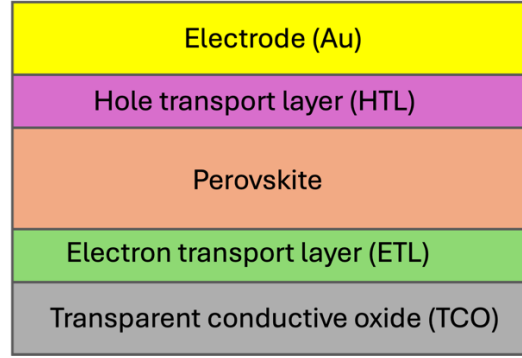 Electrode (Au)
Hole transport layer (HTL)
Perovskite
Electron transport layer (ETL)
Transparent conductive oxide (TCO)